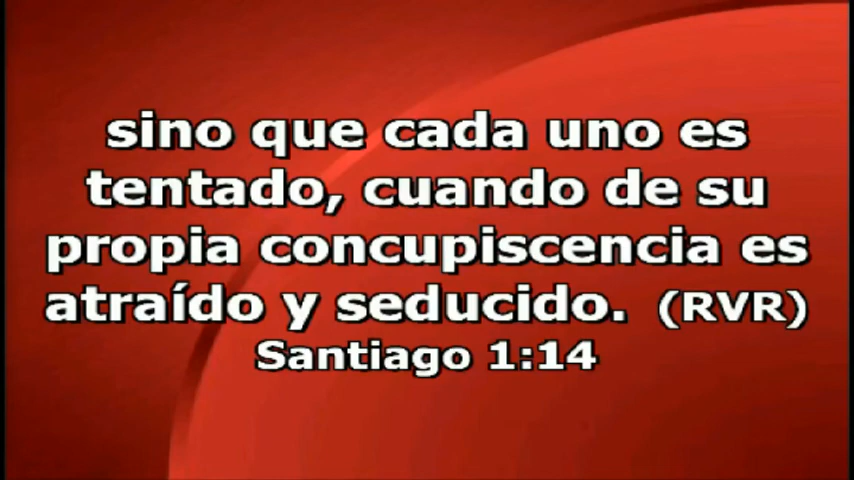 sino que cada uno es
tentado, cuando de su
propia concupiscencia es
atraído y seducido. (RVR)
Santiago 1:14